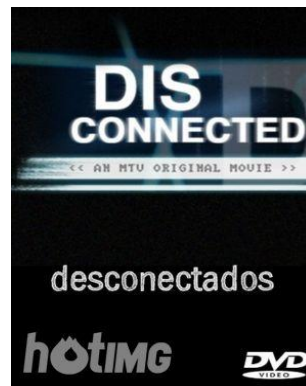 DIS
CONNECTED
<< AN MTV ORIGINAL MOVIE >>
desconectados
hotIMG
DVD
VIDEO